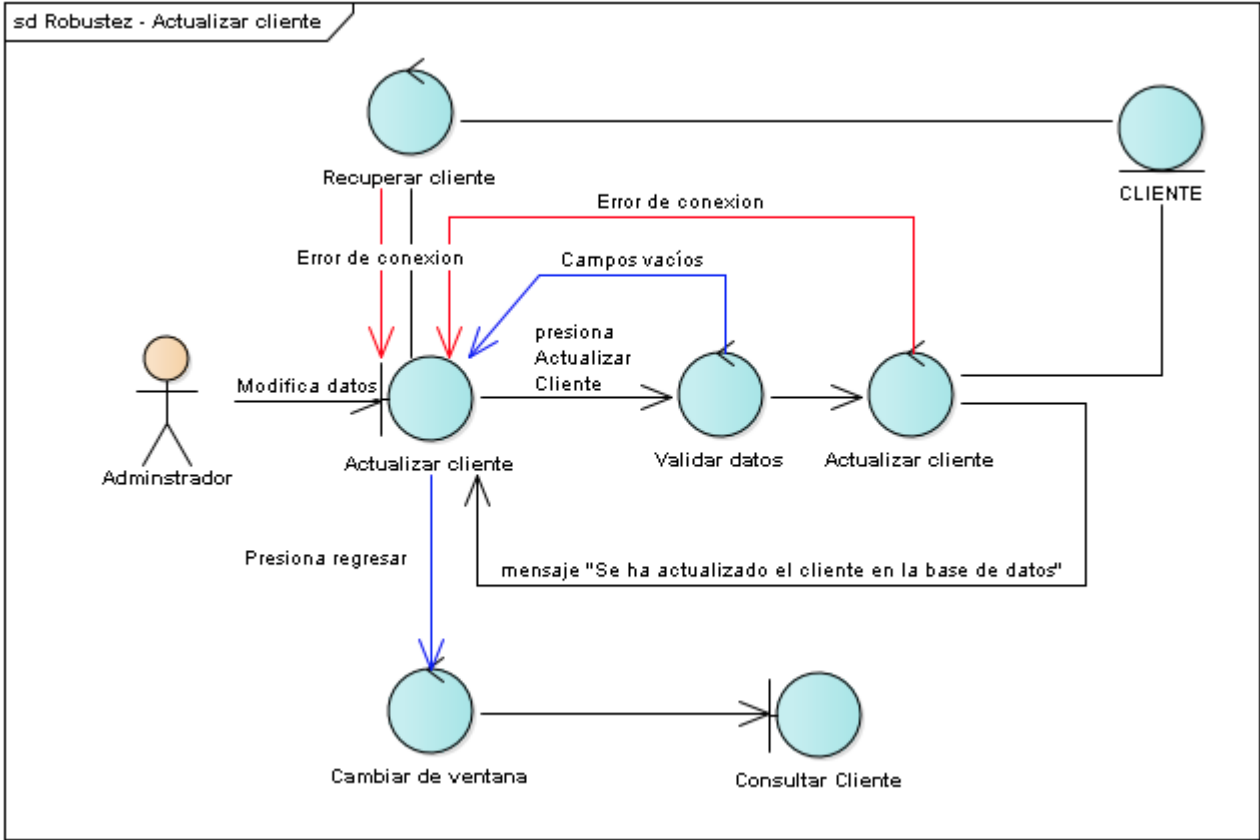 sd Robustez - Actualizar cliente
Recuperar cliente
CLIENTE
Error de conexion
Error de conexion
Campos vacíos
presiona
Actualizar
Cliente
Modifica datos
Adminstrador
Actualizar cliente
Validar datos
Actualizar cliente
Presiona regresar
mensaje "Se ha actualizado el cliente en la base de datos"
Cambiar de ventana
Consultar Cliente